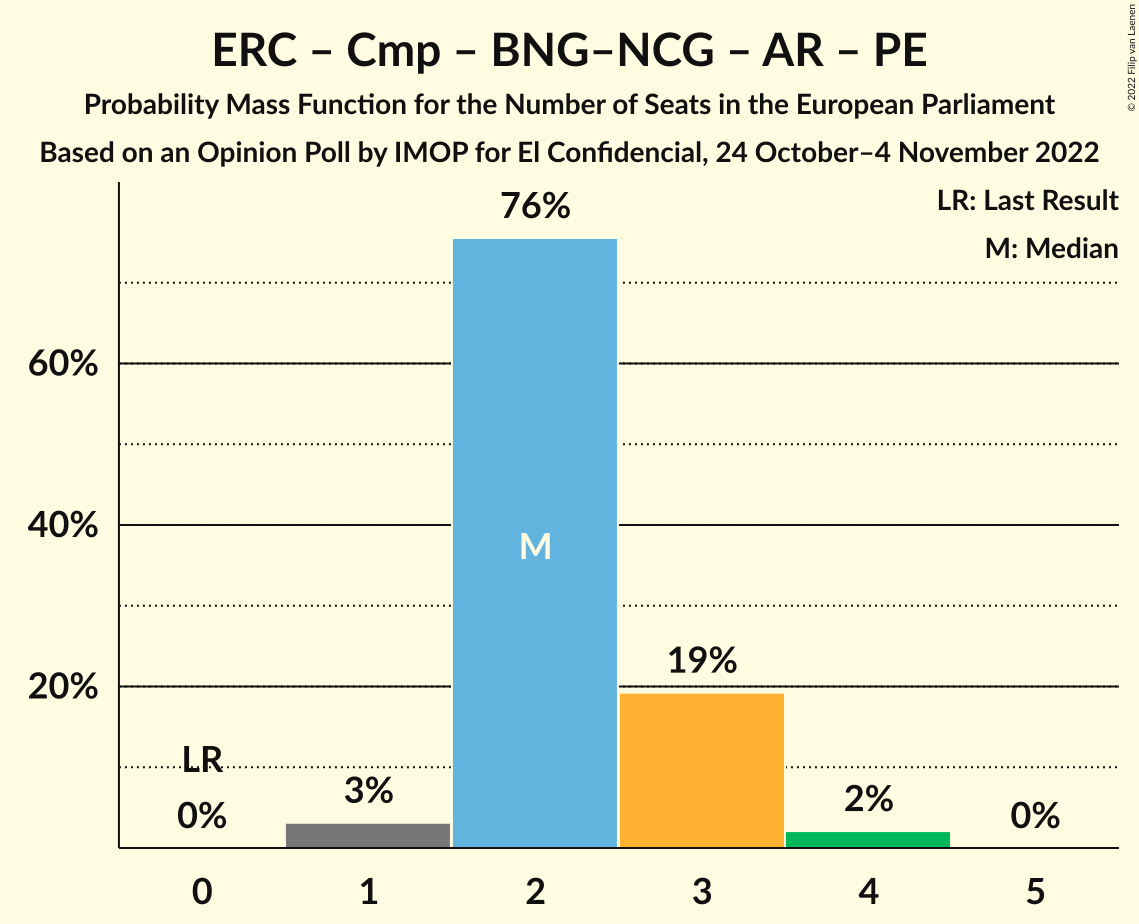 ERC – Cmp – BNG–NCG – AR – PE
Probability Mass Function for the Number of Seats in the European Parliament
Based on an Opinion Poll by IMOP for El Confidencial, 24 October–4 November 2022
© 2022 Filip van Laenen
LR: Last Result
M: Median
76%
60%
40%
M
20%
19%
LR
0%
3%
2%
0%
0 1 2 3 4 5